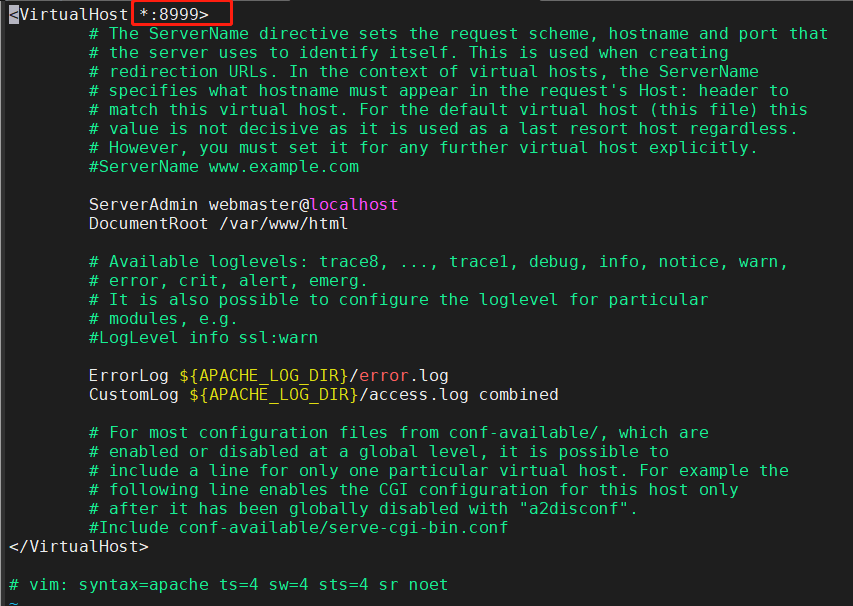 <VirtualHost *:8999>
# The ServerName directive sets the request scheme, hostname and port that
# the server uses to identify itself. This is used when creating
# redirection URLs. In the context of virtual hosts, the ServerName
# specifies what hostname must appear in the request's Host: header to
# match this virtual host. For the default virtual host (this file) this
# value is not decisive as it is used as a last resort host regardless.
# However, you must set it for any further virtual host explicitly.
#ServerName www.example.com
ServerAdmin webmaster@localhost
DocumentRoot /var/www/html
# Available loglevels: trace8, ..., trace1, debug, info, notice, warn,
# error, crit, alert, emerg.
# It is also possible to configure the loglevel for particular
# modules, e.g.
#LogLevel info ssl:warn
ErrorLog ${APACHE_LOG_DIR}/error.log
CustomLog ${APACHE_LOG_DIR}/access.log combined
# For most configuration files from conf-available/, which are
# enabled or disabled at a global level, it is possible to
# include a line for only one particular virtual host. For example the
# following line enables the CGI configuration for this host only
# after it has been globally disabled with "a2disconf".
#Include conf-available/serve-cgi-bin.conf
</VirtualHost>
# vim: syntax=apache ts=4 sw=4 sts=4 sr noet
~